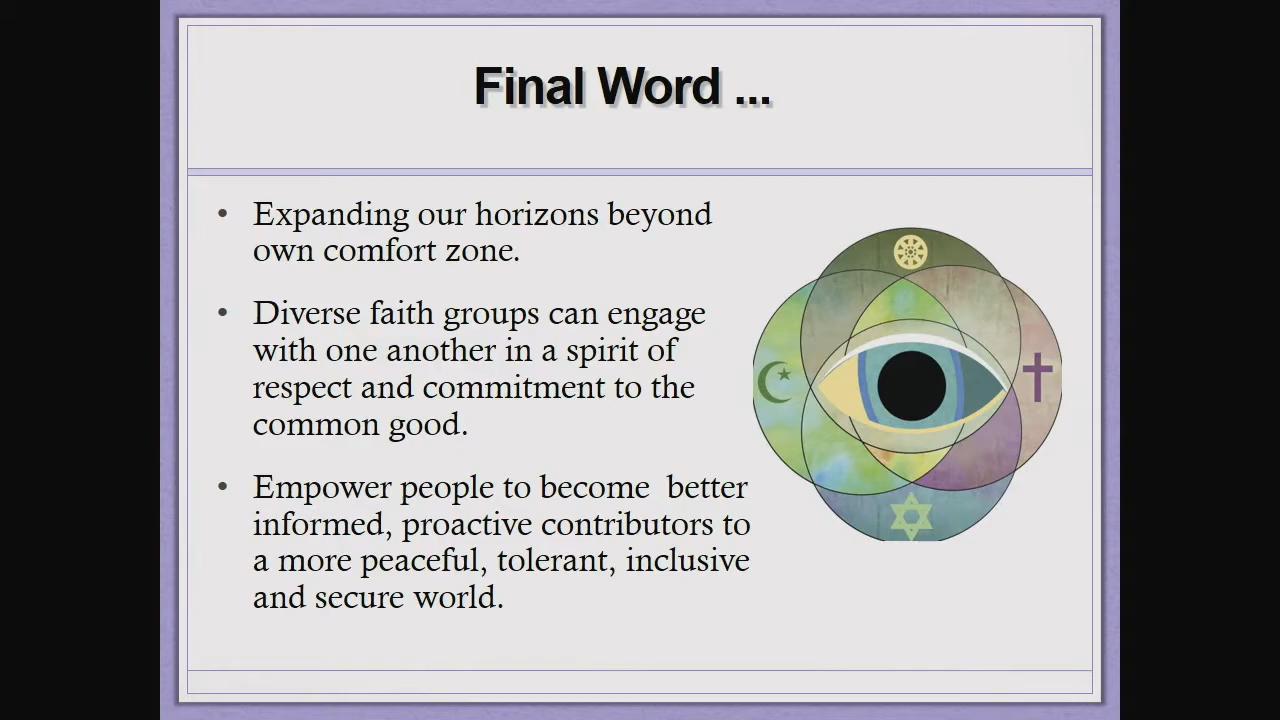 Final Word ...
• Expanding our horizons beyond
own comfort zone.
• Diverse faith groups can engage
with one another in a spirit of
respect and commitment to the
common good.
• Empower people to become  better
informed, proactive contributors to
a more peaceful, tolerant, inclusive
and secure world.